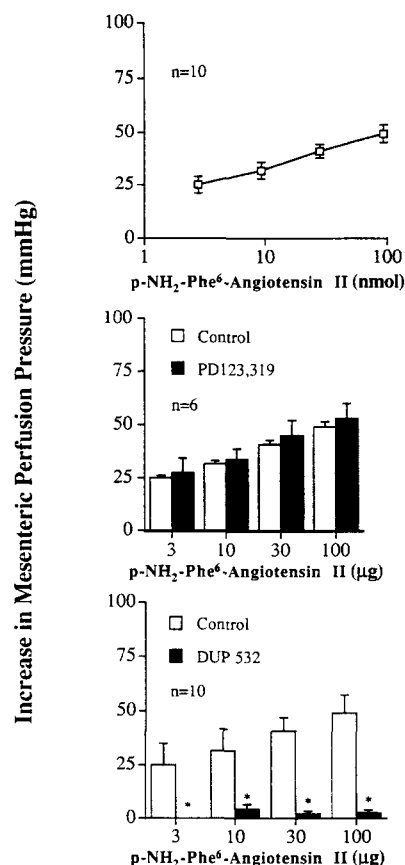 Increase in Mesenteric Perfusion Pressure (mmHg)
100
n=10
75
50
25
0
1 10 100
p-NH₂-Phe⁶-Angiotensin II (nmol)
100
Control
75
PD123,319
n=6
50
25
0
3 10 30 100
p-NH₂-Phe⁶-Angiotensin II (µg)
100
Control
75
DUP 532
n=10
50
25
* * * *
0
3 10 30 100
p-NH₂-Phe⁶-Angiotensin II (µg)